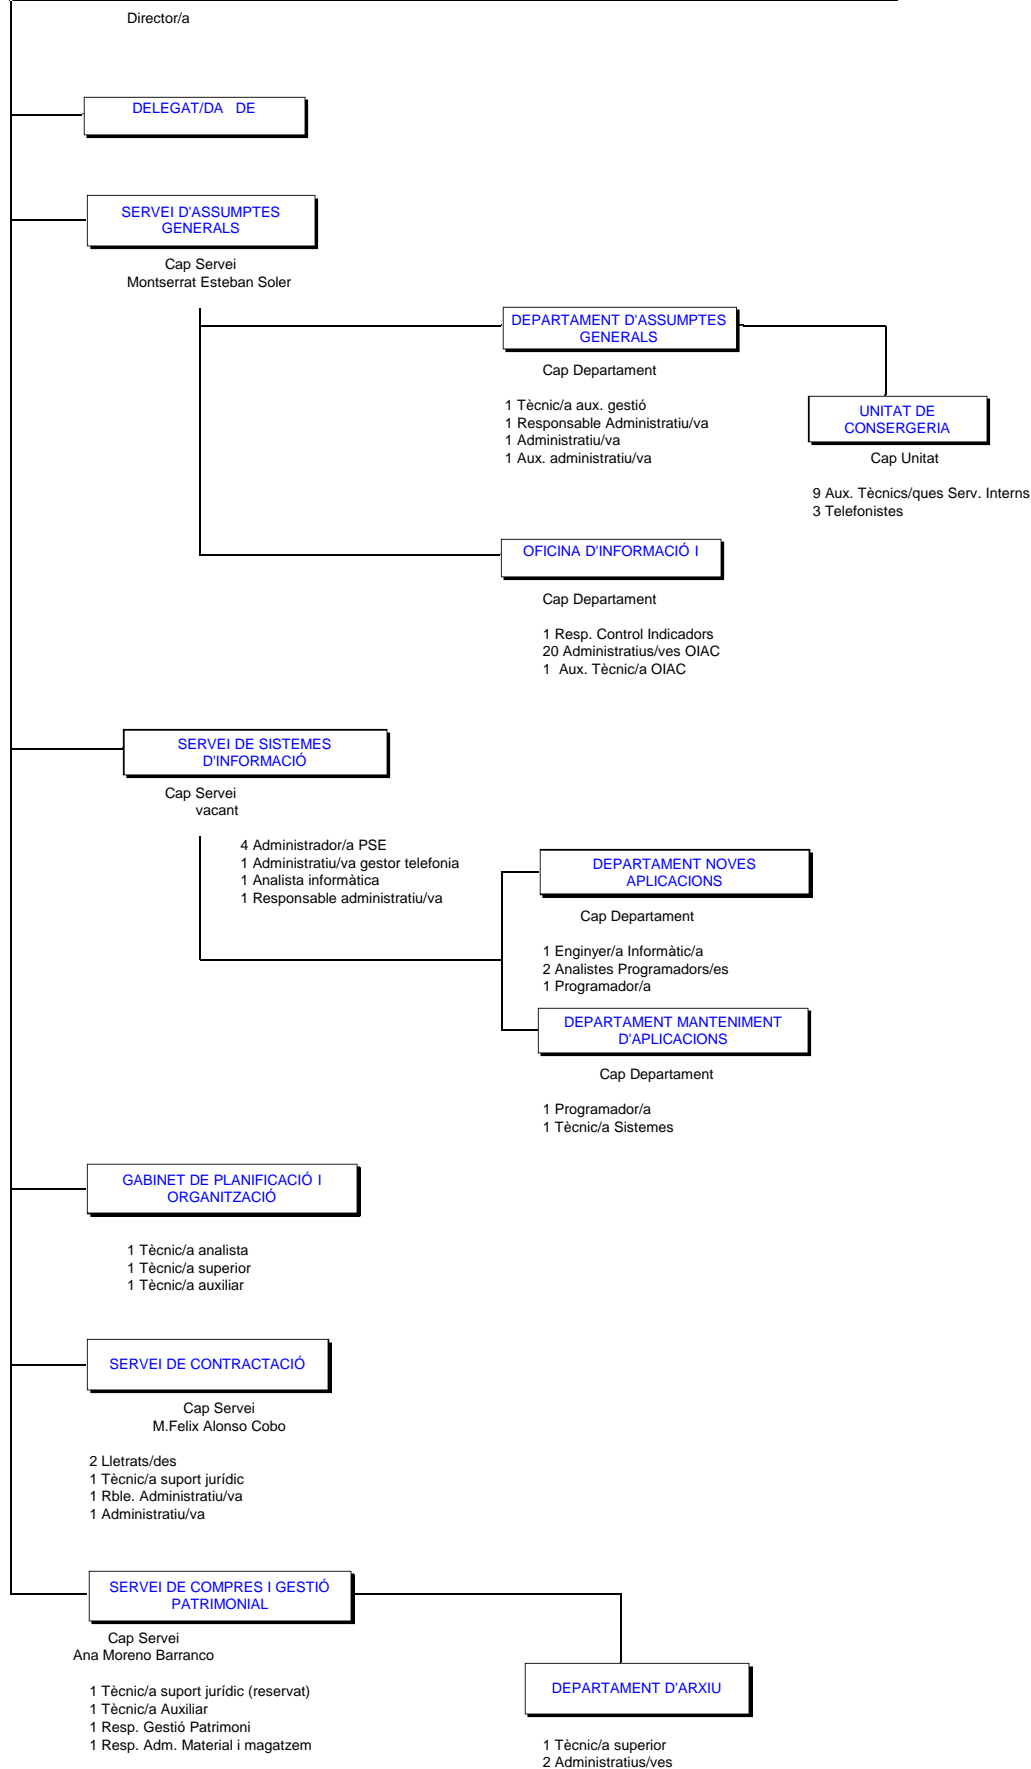 Director/a
DELEGAT/DA DE
SERVEI D'ASSUMPTES
GENERALS
Cap Servei
Montserrat Esteban Soler
DEPARTAMENT D'ASSUMPTES
GENERALS
Cap Departament
1 Tècnic/a aux. gestió
1 Responsable Administratiu/va
1 Administratiu/va
1 Aux. administratiu/va
UNITAT DE
CONSERGERIA
Cap Unitat
9 Aux. Tècnics/ques Serv. Interns
3 Telefonistes
OFICINA D'INFORMACIÓ I
Cap Departament
1 Resp. Control Indicadors
20 Administratius/ves OIAC
1 Aux. Tècnic/a OIAC
SERVEI DE SISTEMES
D'INFORMACIÓ
Cap Servei
vacant
4 Administrador/a PSE
1 Administratiu/va gestor telefonia
1 Analista informàtica
1 Responsable administratiu/va
DEPARTAMENT NOVES
APLICACIONS
Cap Departament
1 Enginyer/a Informàtic/a
2 Analistes Programadors/es
1 Programador/a
DEPARTAMENT MANTENIMENT
D'APLICACIONS
Cap Departament
1 Programador/a
1 Tècnic/a Sistemes
GABINET DE PLANIFICACIÓ I
ORGANITZACIÓ
1 Tècnic/a analista
1 Tècnic/a superior
1 Tècnic/a auxiliar
SERVEI DE CONTRACTACIÓ
Cap Servei
M.Felix Alonso Cobo
2 Lletrats/des
1 Tècnic/a suport jurídic
1 Rble. Administratiu/va
1 Administratiu/va
SERVEI DE COMPRES I GESTIÓ
PATRIMONIAL
Cap Servei
Ana Moreno Barranco
1 Tècnic/a suport jurídic (reservat)
1 Tècnic/a Auxiliar
1 Resp. Gestió Patrimoni
1 Resp. Adm. Material i magatzem
DEPARTAMENT D'ARXIU
1 Tècnic/a superior
2 Administratius/ves